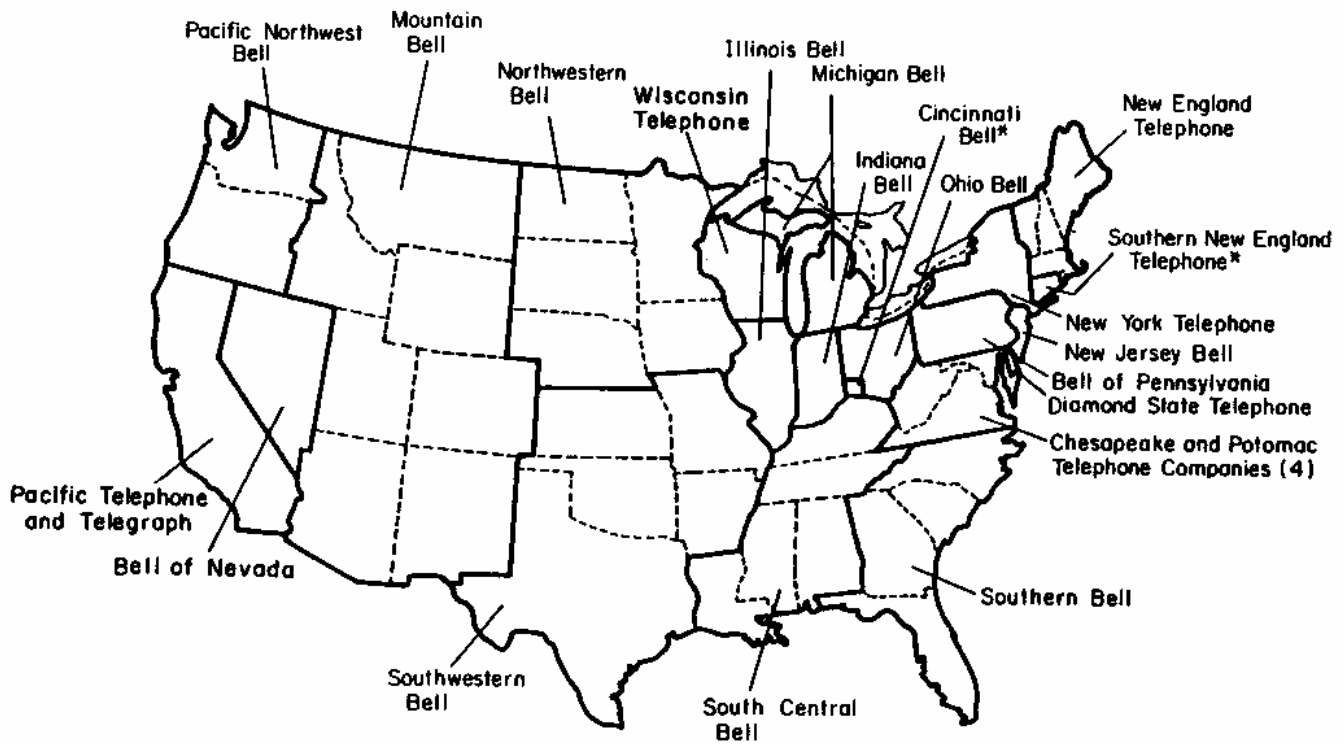 Pacific Northwest
Bell
Mountain
Bell
Northwestern
Bell
Wisconsin
Telephone
Illinois Bell
Michigan Bell
Cincinnati
Bell*
Indiana
Bell
Ohio Bell
New England
Telephone
Southern New England
Telephone*
New York Telephone
New Jersey Bell
Bell of Pennsylvania
Diamond State Telephone
Chesapeake and Potomac
Telephone Companies (4)
Southern Bell
South Central
Bell
Southwestern
Bell
Bell of Nevada
Pacific Telephone
and Telegraph